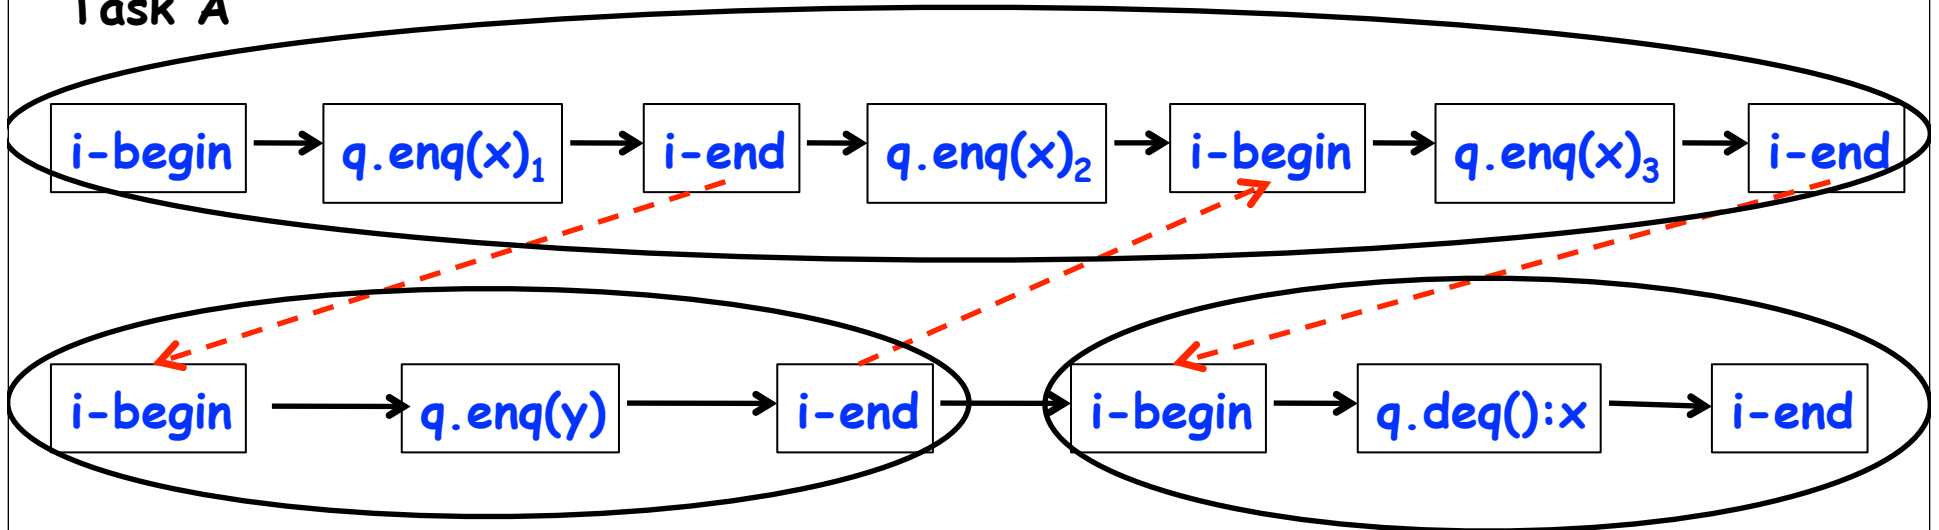 Task A
i-begin q.enq(x)₁ i-end q.enq(x)₂ i-begin q.enq(x)₃ i-end
i-begin q.enq(y) i-end i-begin q.deq():x i-end